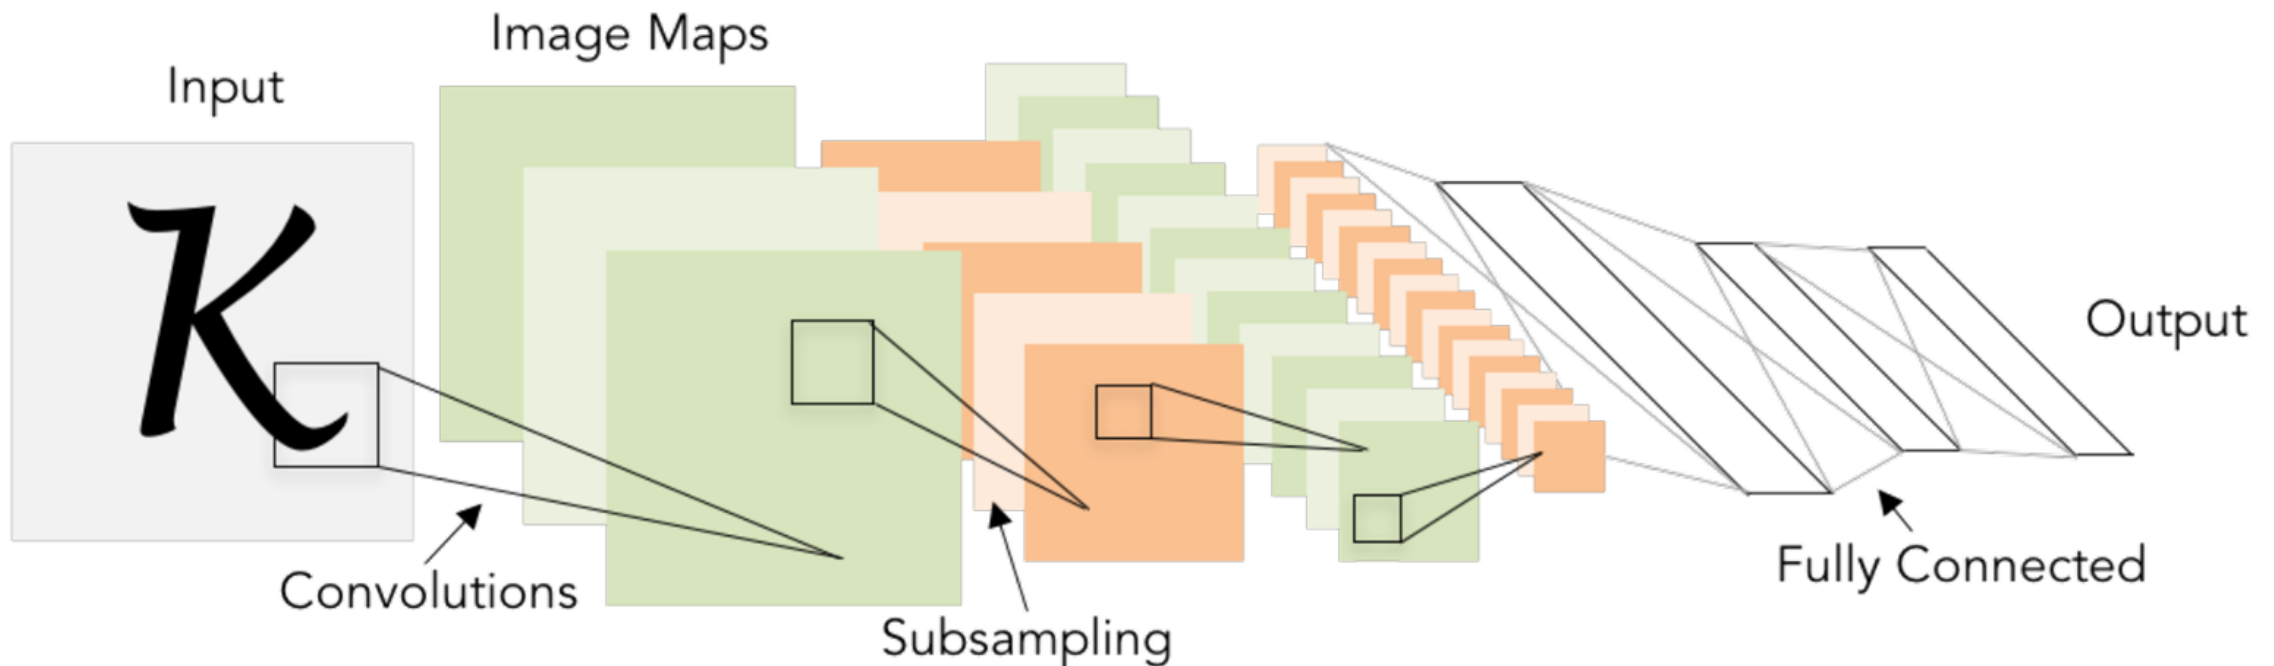 Image Maps
Input
K
Output
Convolutions
Subsampling
Fully Connected